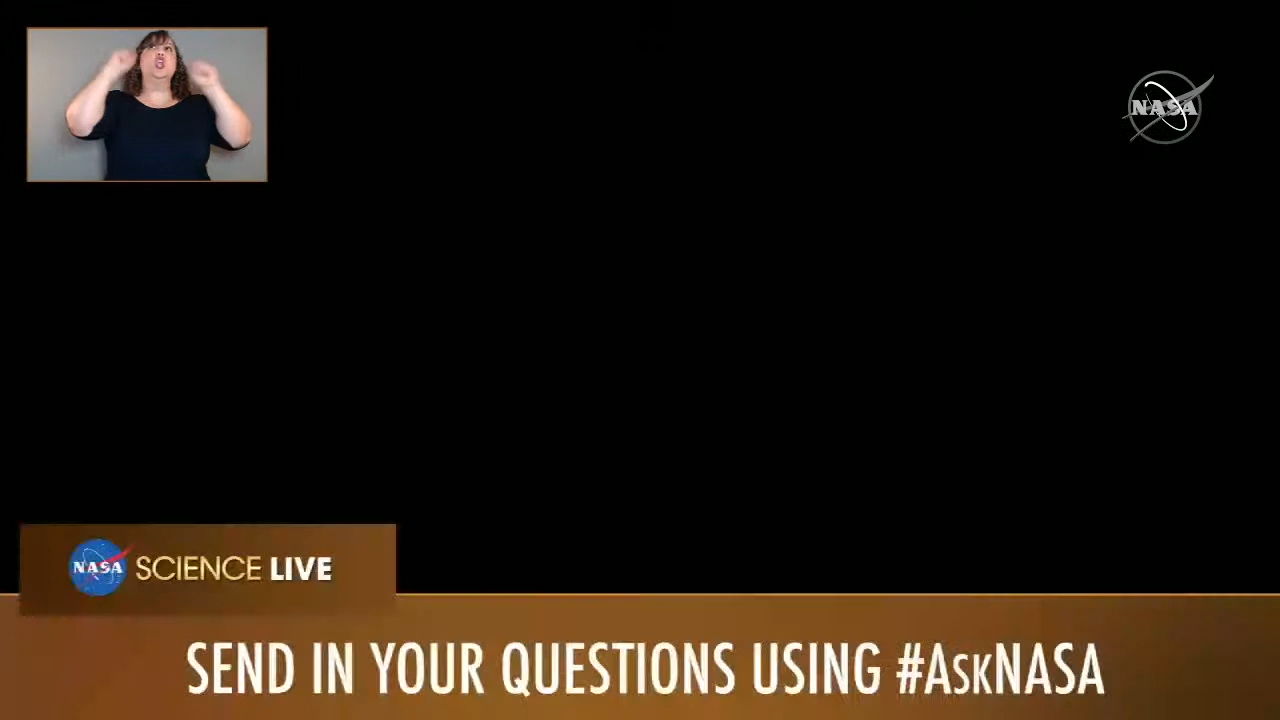 NASA
NASA SCIENCE LIVE
SEND IN YOUR QUESTIONS USING #ASKNASA